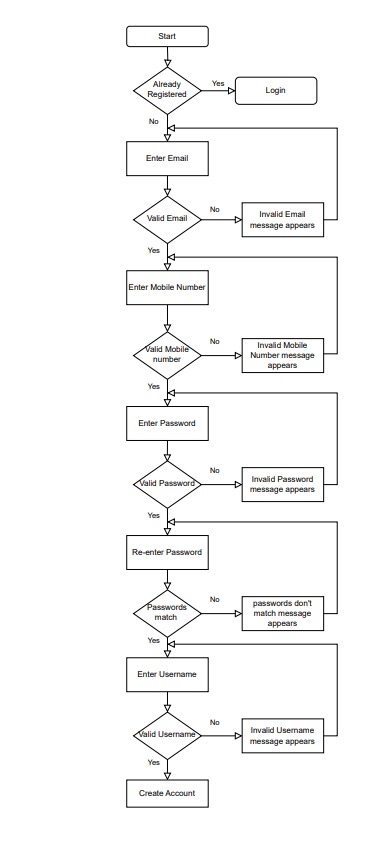 Start
Already
Registered
Yes
Login
No
Enter Email
Valid Email
No
Invalid Email
message appears
Yes
Enter Mobile Number
Valid Mobile
number
No
Invalid Mobile
Number message
appears
Yes
Enter Password
Valid Password
No
Invalid Password
message appears
Yes
Re-enter Password
Passwords
match
No
passwords don't
match message
appears
Yes
Enter Username
Valid Username
No
Invalid Username
message appears
Yes
Create Account